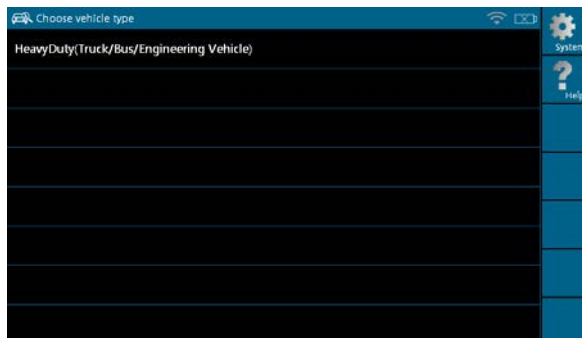 Choose vehicle type
HeavyDuty(Truck/Bus/Engineering Vehicle)
System
Help